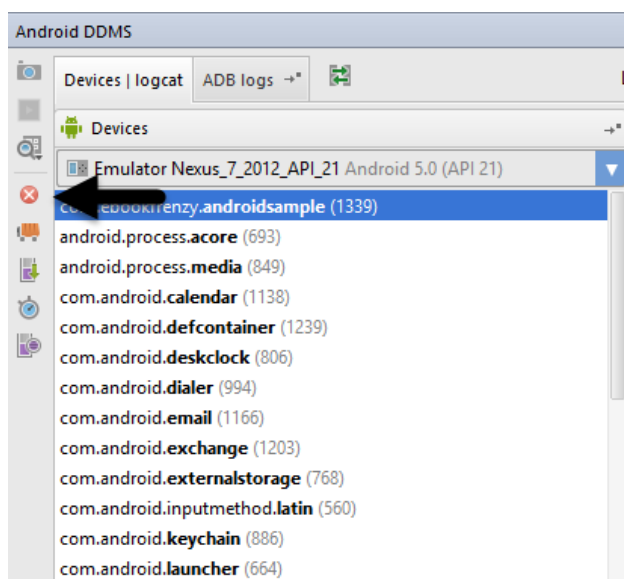 Android DDMS
Devices | logcat ADB logs
Devices
Emulator Nexus_7_2012_API_21 Android 5.0 (API 21)
ebookfrenzy.androidsample (1339)
android.process.acore (693)
android.process.media (849)
com.android.calendar (1138)
com.android.defcontainer (1239)
com.android.deskclock (806)
com.android.dialer (994)
com.android.email (1166)
com.android.exchange (1203)
com.android.externalstorage (768)
com.android.inputmethod.latin (560)
com.android.keychain (886)
com.android.launcher (664)